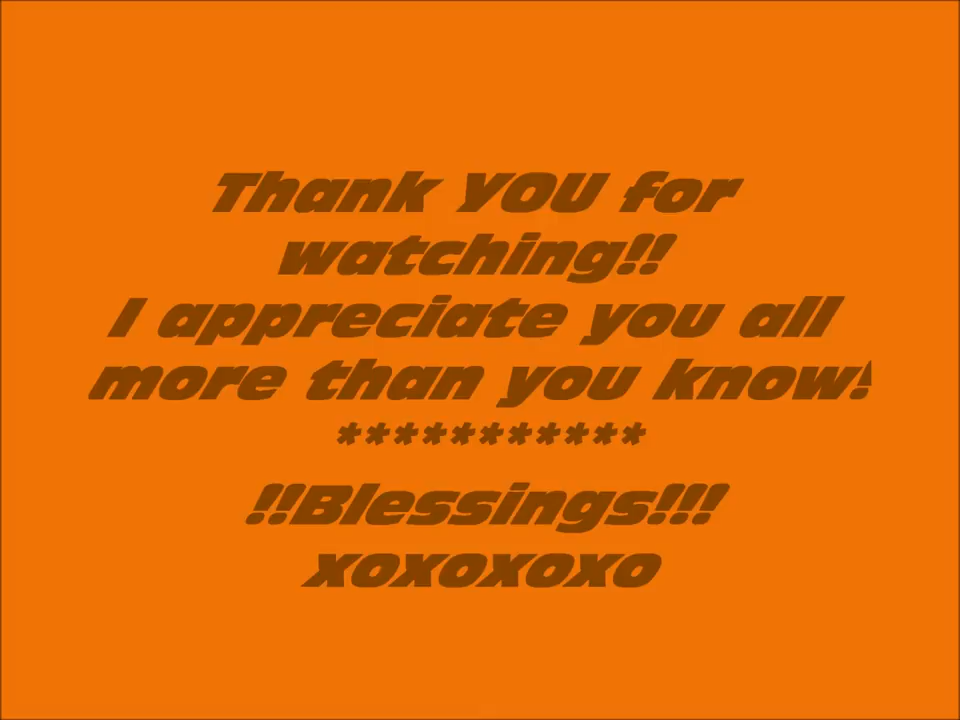 Thank YOU for
watching!!
I appreciate you all
more than you know!
***********
!!Blessings!!!
xoxoxoxo